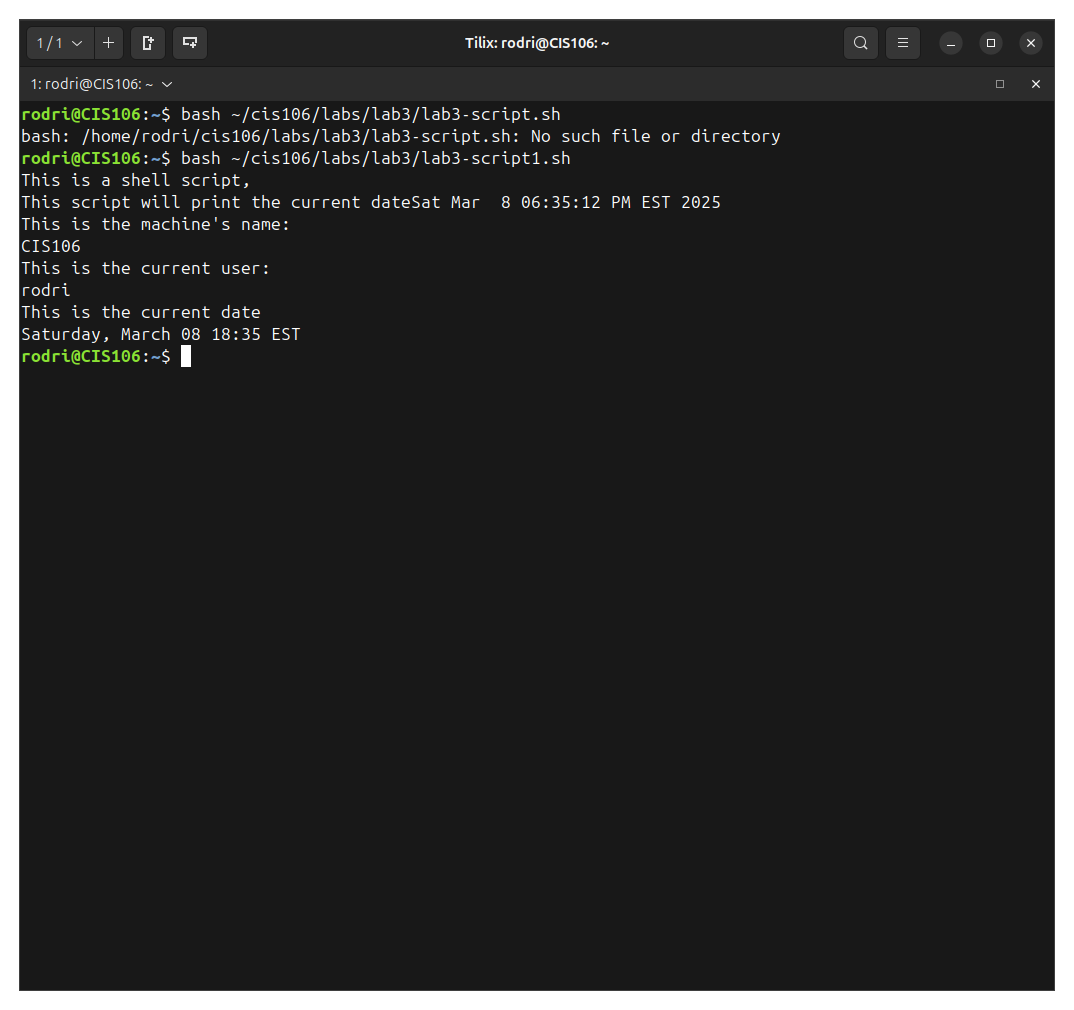 1 / 1
Tilix: rodri@CIS106: ~
1: rodri@CIS106: ~
rodri@CIS106:~$ bash ~/cis106/labs/lab3/lab3-script.sh
bash: /home/rodri/cis106/labs/lab3/lab3-script.sh: No such file or directory
rodri@CIS106:~$ bash ~/cis106/labs/lab3/lab3-script1.sh
This is a shell script,
This script will print the current dateSat Mar  8 06:35:12 PM EST 2025
This is the machine's name:
CIS106
This is the current user:
rodri
This is the current date
Saturday, March 08 18:35 EST
rodri@CIS106:~$